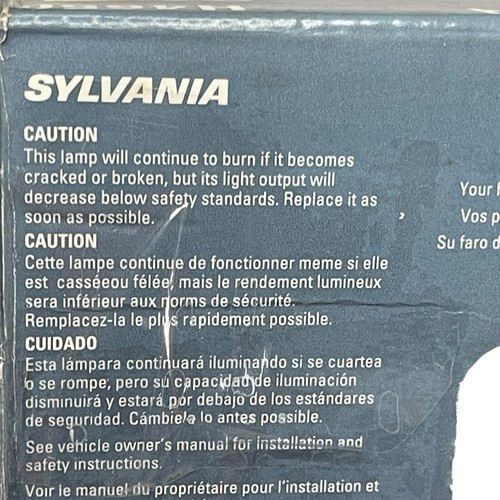 SYLVANIA
CAUTION
This lamp will continue to burn if it becomes
cracked or broken, but its light output will
decrease below safety standards. Replace it as
soon as possible.
CAUTION
Cette lampe continue de fonctionner meme si elle
est casséeou félée, mais le rendement lumineux
sera inférieur aux norms de sécurité.
Remplacez-la le plus rapidement possible.
CUIDADO
Esta lámpara continuará iluminando si se cuartea
o se rompe, pero su capacidad de iluminación
disminuirá y estará por debajo de los estándares
de seguridad. Cámbiela lo antes possible.
See vehicle owner's manual for installation and
safety instructions.
Voir le manuel du propriétaire pour l'installation et
Your
Vos p
Su faro d